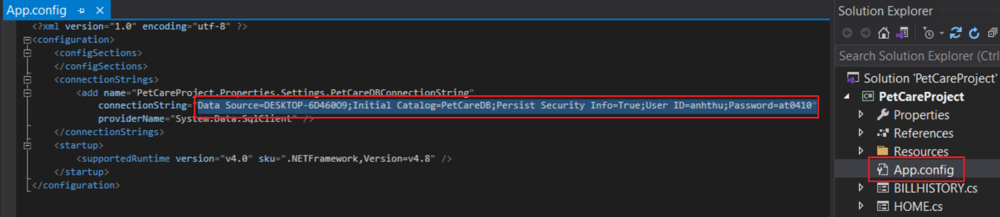 App.config
<?xml version="1.0" encoding="utf-8" ?>
<configuration>
<configSections>
</configSections>
<connectionStrings>
<add name="PetCareProject.Properties.Settings.PetCareDBConnectionString"
connectionString="Data Source=DESKTOP-6D46009;Initial Catalog=PetCareDB;Persist Security Info=True;User ID=anhthu;Password=at0410"
providerName="System.Data.SqlClient" />
</connectionStrings>
<startup>
<supportedRuntime version="v4.0" sku=".NETFramework,Version=v4.8" />
</startup>
</configuration>
Solution Explorer
Search Solution Explorer (Ctrl
Solution 'PetCareProject'
C# PetCareProject
Properties
References
Resources
App.config
BILLHISTORY.cs
HOME.cs